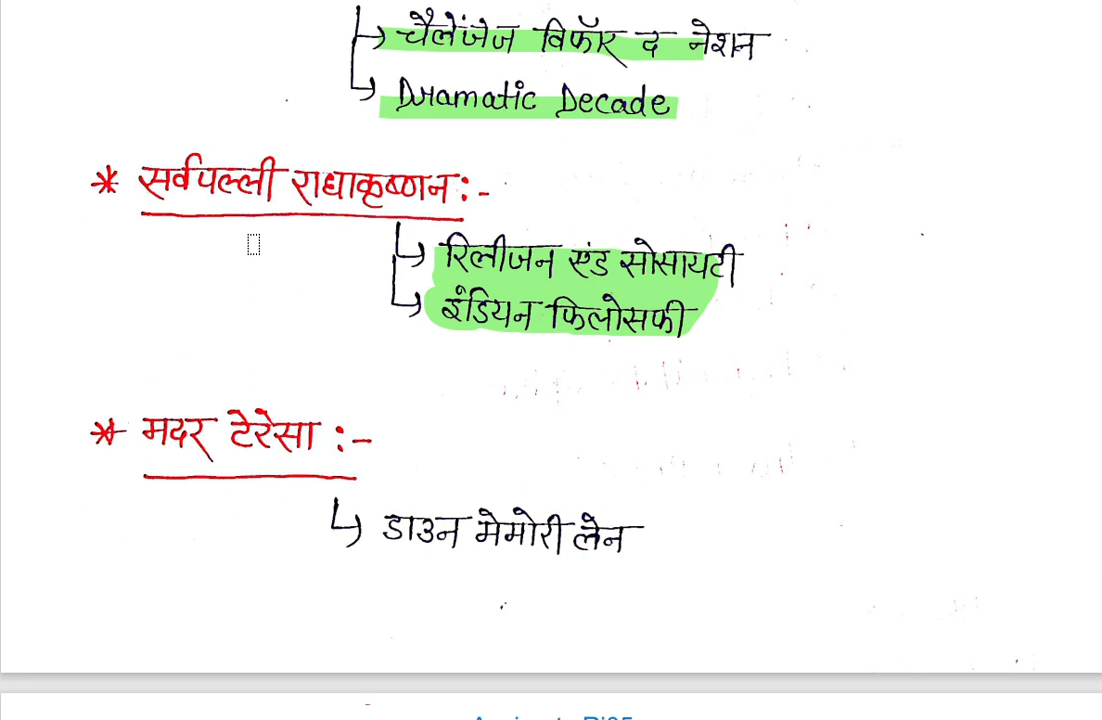 ↳ चैलेंजेज बिफॉर द नेशन
↳ Dramatic Decade
* सर्वपल्ली राधाकृष्णन:-
↳ रिलीजन एंड सोसायटी
↳ इंडियन फिलोसफी
* मदर टेरेसा :-
↳ डाउन मेमोरी लेन